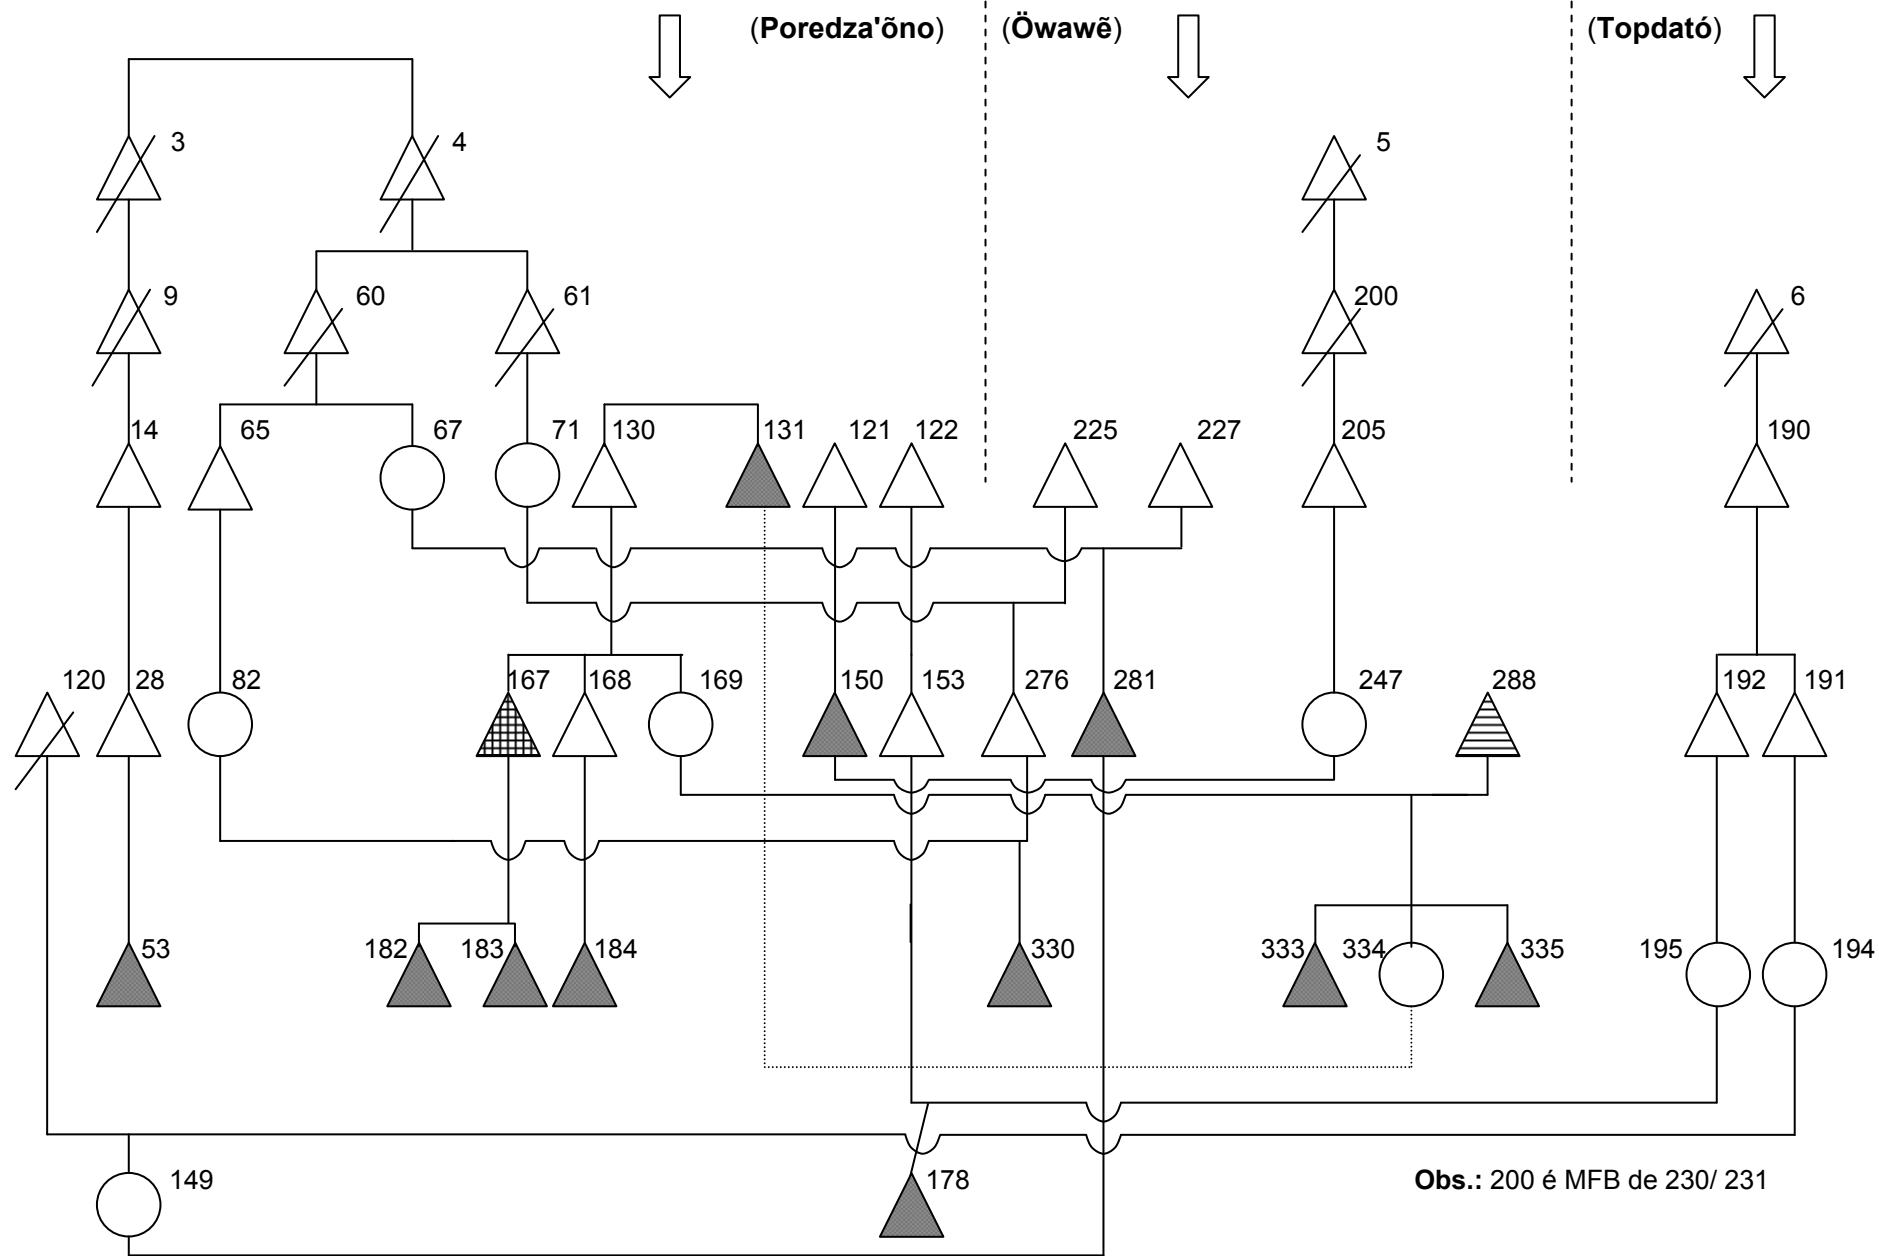 (Poredza'õno) (Öwawẽ) (Topdató)
3 4 5
9 60 61 200 6
14 65 67 71 130 131 121 122 225 227 205 190
120 28 82 167 168 169 150 153 276 281 247 288 192 191
53 182 183 184 330 333 334 335 195 194
149 178 Obs.: 200 é MFB de 230/ 231